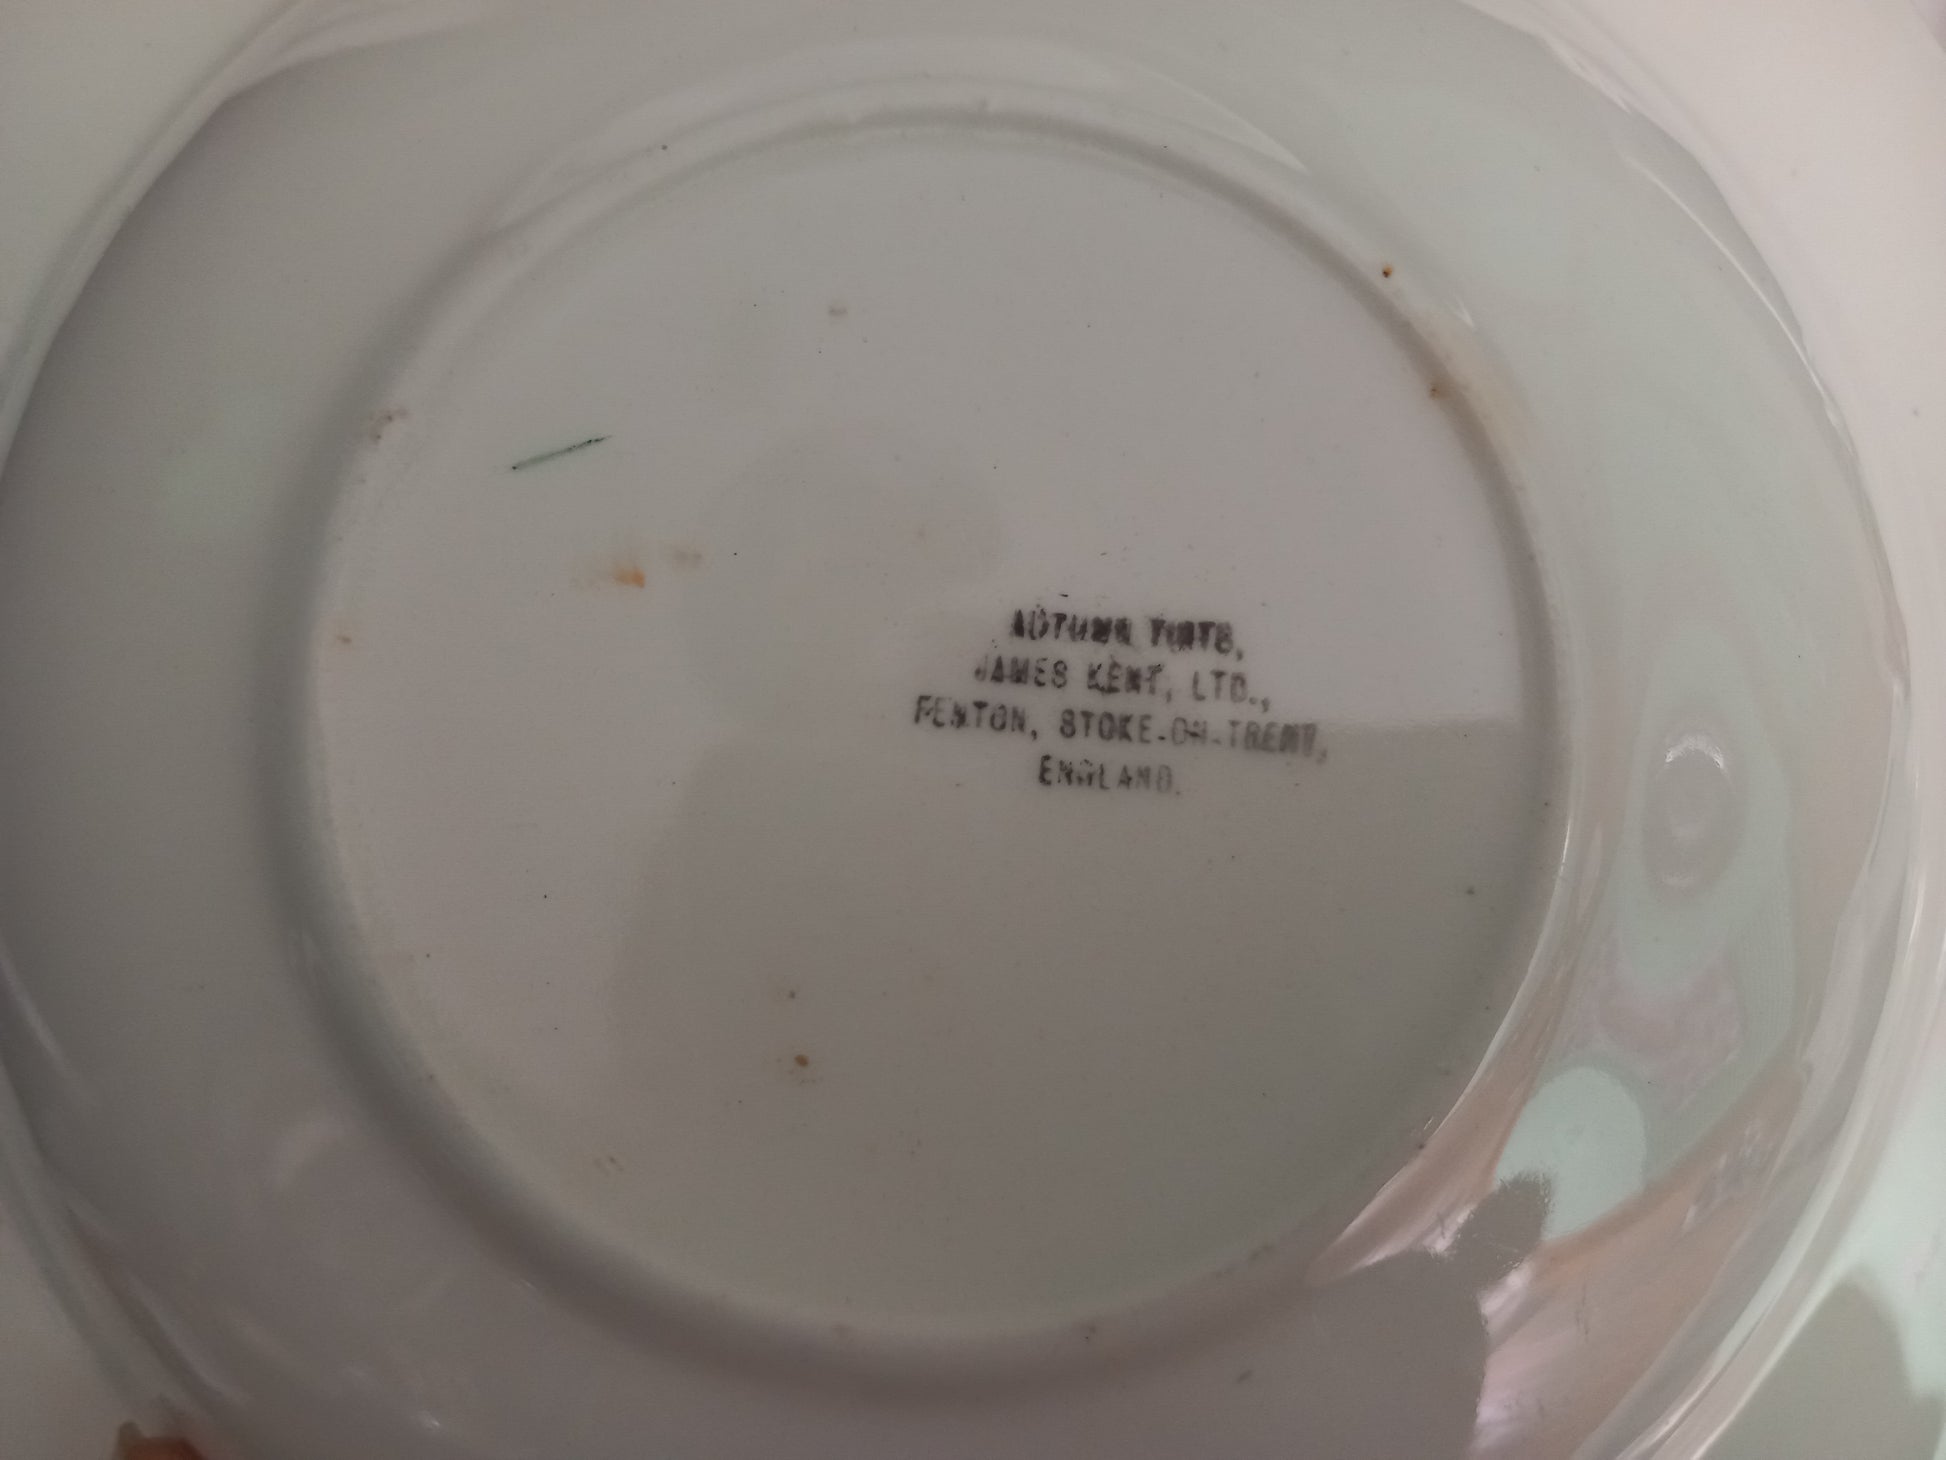 AUTUMN TINTS,
JAMES KENT, LTD.,
FENTON, STOKE-ON-TRENT,
ENGLAND.